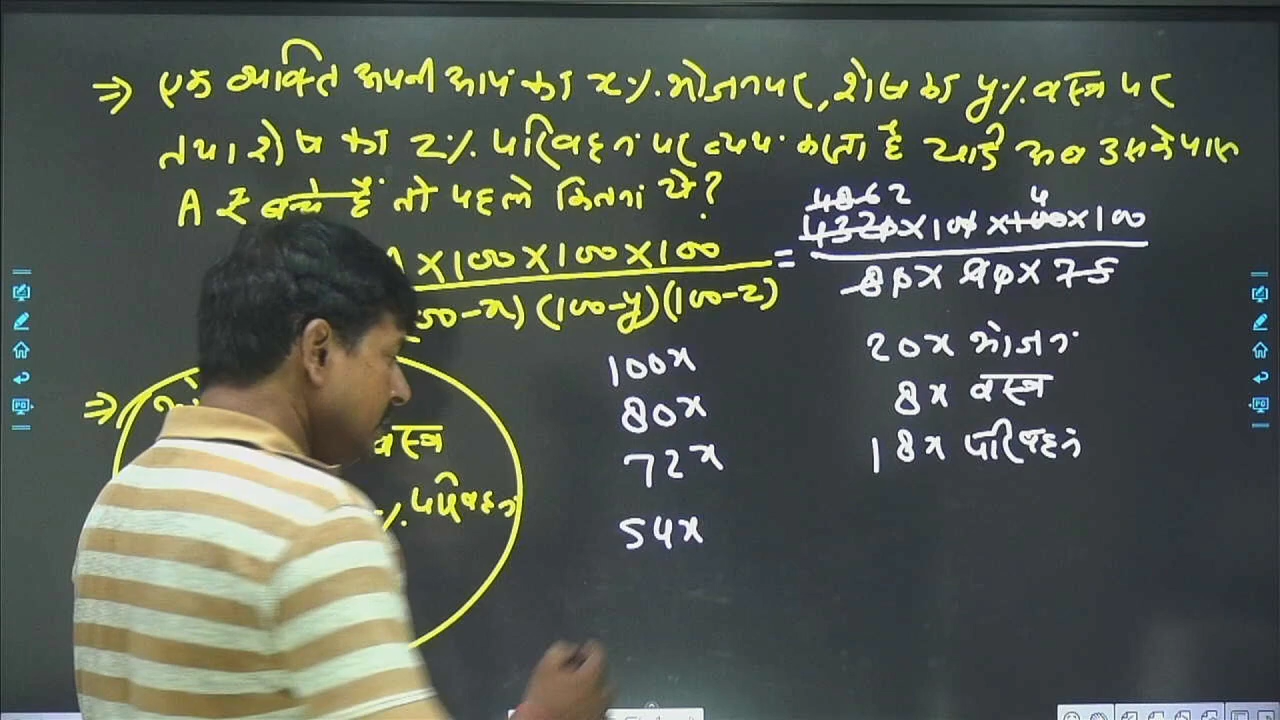 ⇒ एक व्यक्ति अपनी आय का x% भोजन पर, शेष का y% वस्त्र पर
तथा शेष का z% परिवहन पर व्यय करता है यदि अब उसके पास
A ₹ बचे हैं तो पहले कितना थे?
× 100 × 100 × 100 = 4320 × 100 × 100 × 100
-x) (100-y) (100-z) 80 × 90 × 75
100x 20x भोजन
80x 8x वस्त्र
72x 18x परिवहन
54x
⇒
वस्त्र
% परिवहन